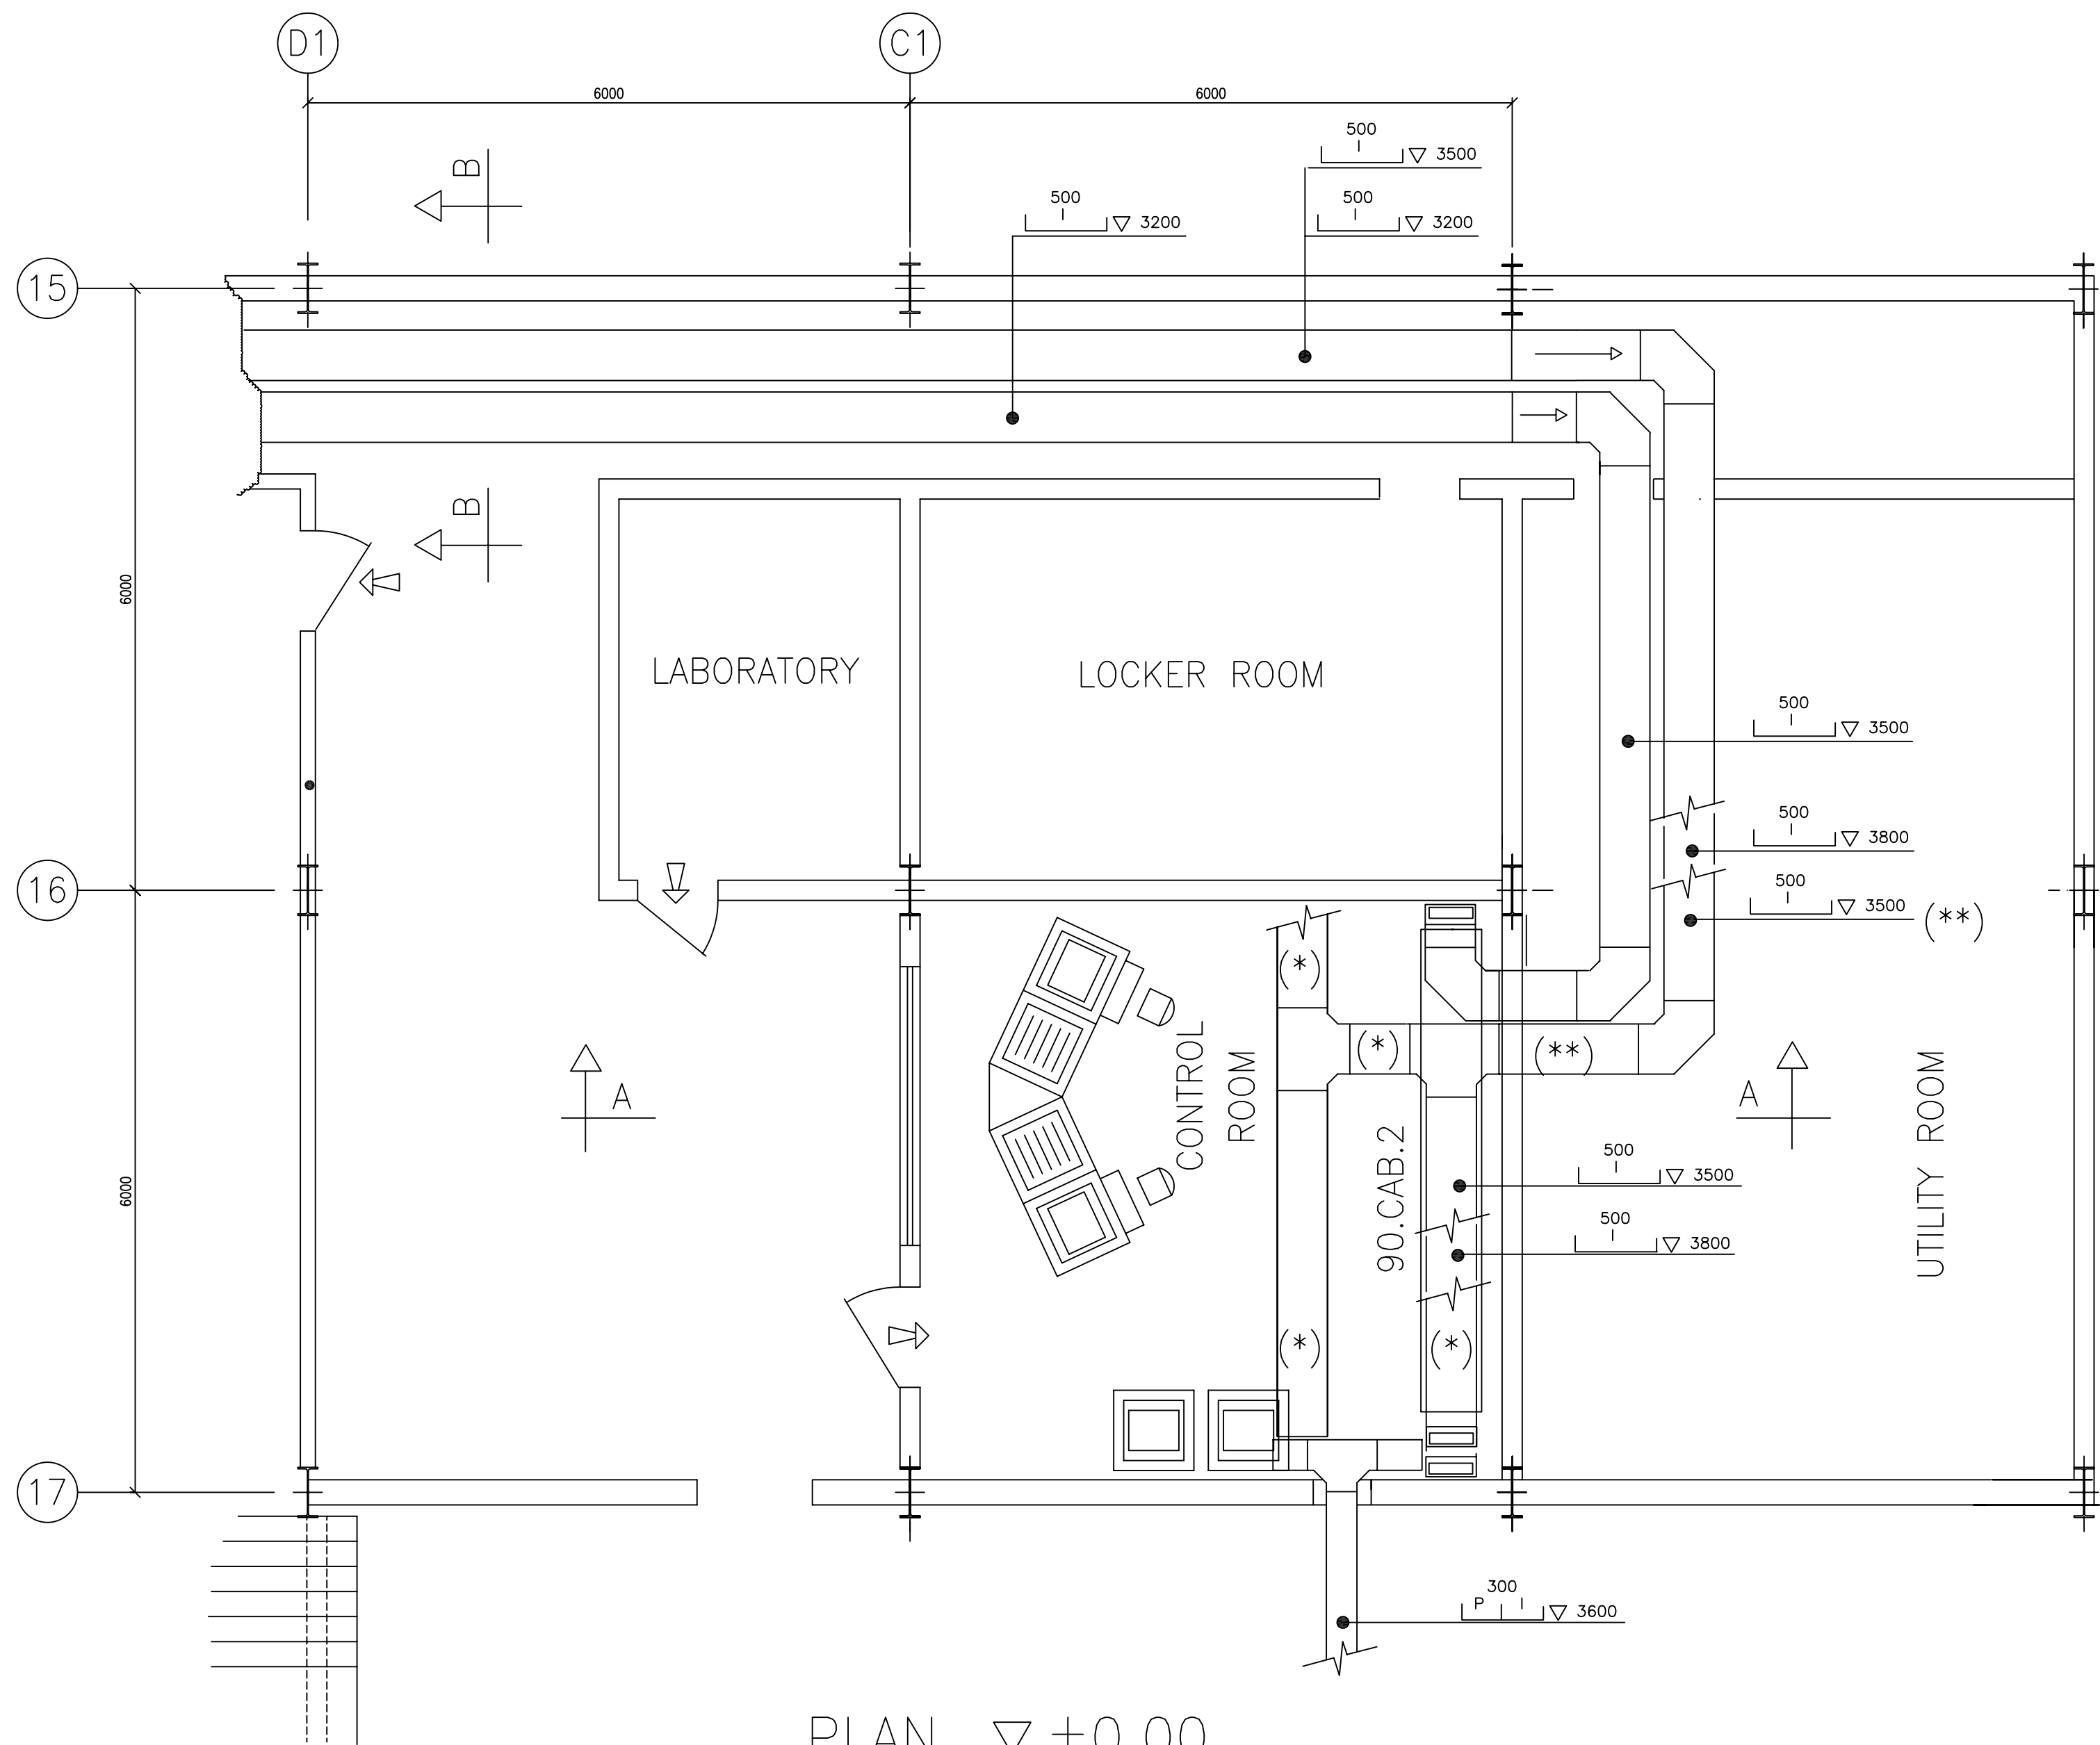 D1
C1
6000
6000
500
3500
B
500
3200
500
3200
15
B
6000
LABORATORY
LOCKER ROOM
500
3500
500
3800
16
500
3500
(**)
(*)
(*)
(**)
CONTROL
ROOM
A
A
90.CAB.2
UTILITY ROOM
6000
500
3500
500
3800
(*)
(*)
17
300
P
3600
PLAN ±0.00